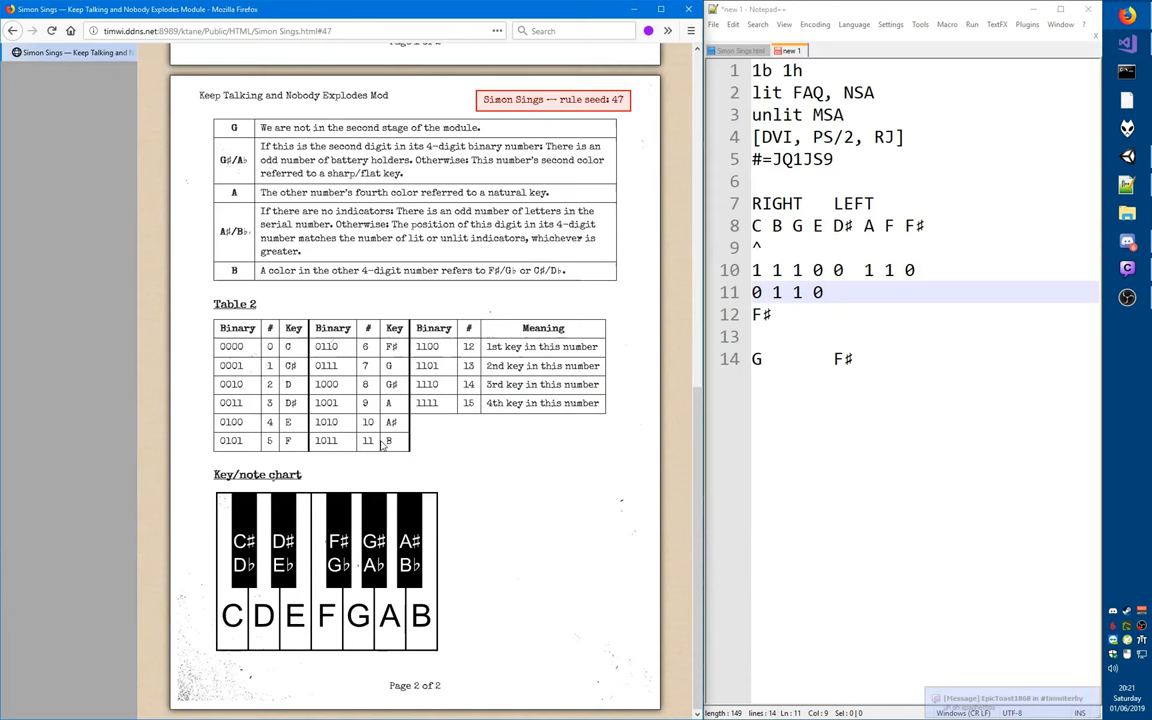 Simon Sings — Keep Talking and Nobody Explodes Module - Mozilla Firefox
File Edit View History Bookmarks Tools Help
timwi.ddns.net:8989/ktane/Public/HTML/Simon Sings.html#47
Search
Simon Sings — Keep Talking and N
Keep Talking and Nobody Explodes Mod
Simon Sings — rule seed: 47
G We are not in the second stage of the module.
G♯/A♭ If this is the second digit in its 4-digit binary number: There is an
odd number of battery holders. Otherwise: This number's second color
referred to a sharp/flat key.
A The other number's fourth color referred to a natural key.
A♯/B♭ If there are no indicators: There is an odd number of letters in the
serial number. Otherwise: The position of this digit in its 4-digit
number matches the number of lit or unlit indicators, whichever is
greater.
B A color in the other 4-digit number refers to F♯/G♭ or C♯/D♭.
Table 2
Binary # Key Binary # Key Binary # Meaning
0000 0 C 0110 6 F♯ 1100 12 1st key in this number
0001 1 C♯ 0111 7 G 1101 13 2nd key in this number
0010 2 D 1000 8 G♯ 1110 14 3rd key in this number
0011 3 D♯ 1001 9 A 1111 15 4th key in this number
0100 4 E 1010 10 A♯
0101 5 F 1011 11 B
Key/note chart
C♯ D♯ F♯ G♯ A♯
D♭ E♭ G♭ A♭ B♭
C D E F G A B
Page 2 of 2
*new 1 - Notepad++
File Edit Search View Encoding Language Settings Tools Macro Run TextFX Plugins Window ?
X
Simon Sings.html new 1
1 1b 1h
2 lit FAQ, NSA
3 unlit MSA
4 [DVI, PS/2, RJ]
5 #=JQ1JS9
6
7 RIGHT LEFT
8 C B G E D♯ A F F♯
9 ^
10 1 1 1 0 0 1 1 0
11 0 1 1 0
12 F♯
13
14 G F♯
length : 149 lines : 14 Ln : 11 Col : 9 Sel : 0 | 0 Windows (CR LF) UTF-8 INS
20:21
Saturday
01/06/2019